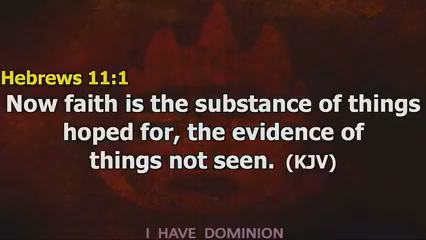 Hebrews 11:1
Now faith is the substance of things
hoped for, the evidence of
things not seen. (KJV)
I HAVE DOMINION